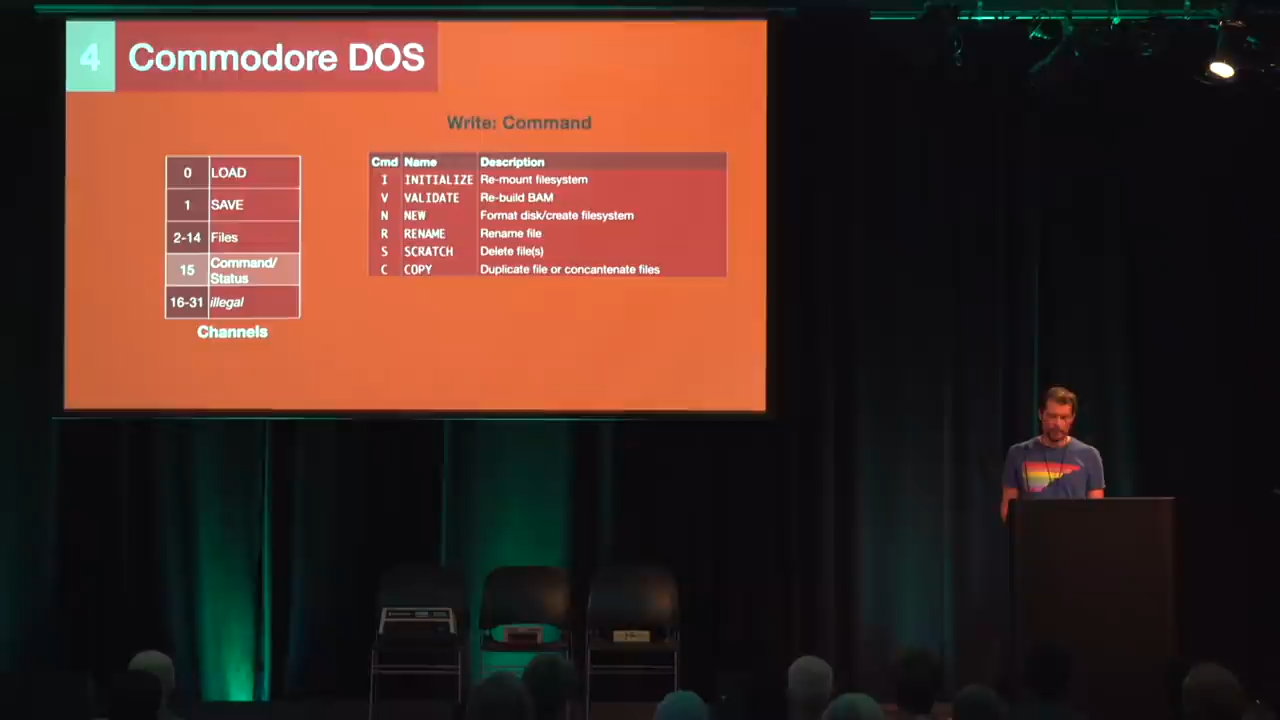 4 Commodore DOS
Write: Command
0 LOAD
1 SAVE
2-14 Files
15 Command/
Status
16-31 illegal
Channels
Cmd Name Description
I INITIALIZE Re-mount filesystem
V VALIDATE Re-build BAM
N NEW Format disk/create filesystem
R RENAME Rename file
S SCRATCH Delete file(s)
C COPY Duplicate file or concantenate files